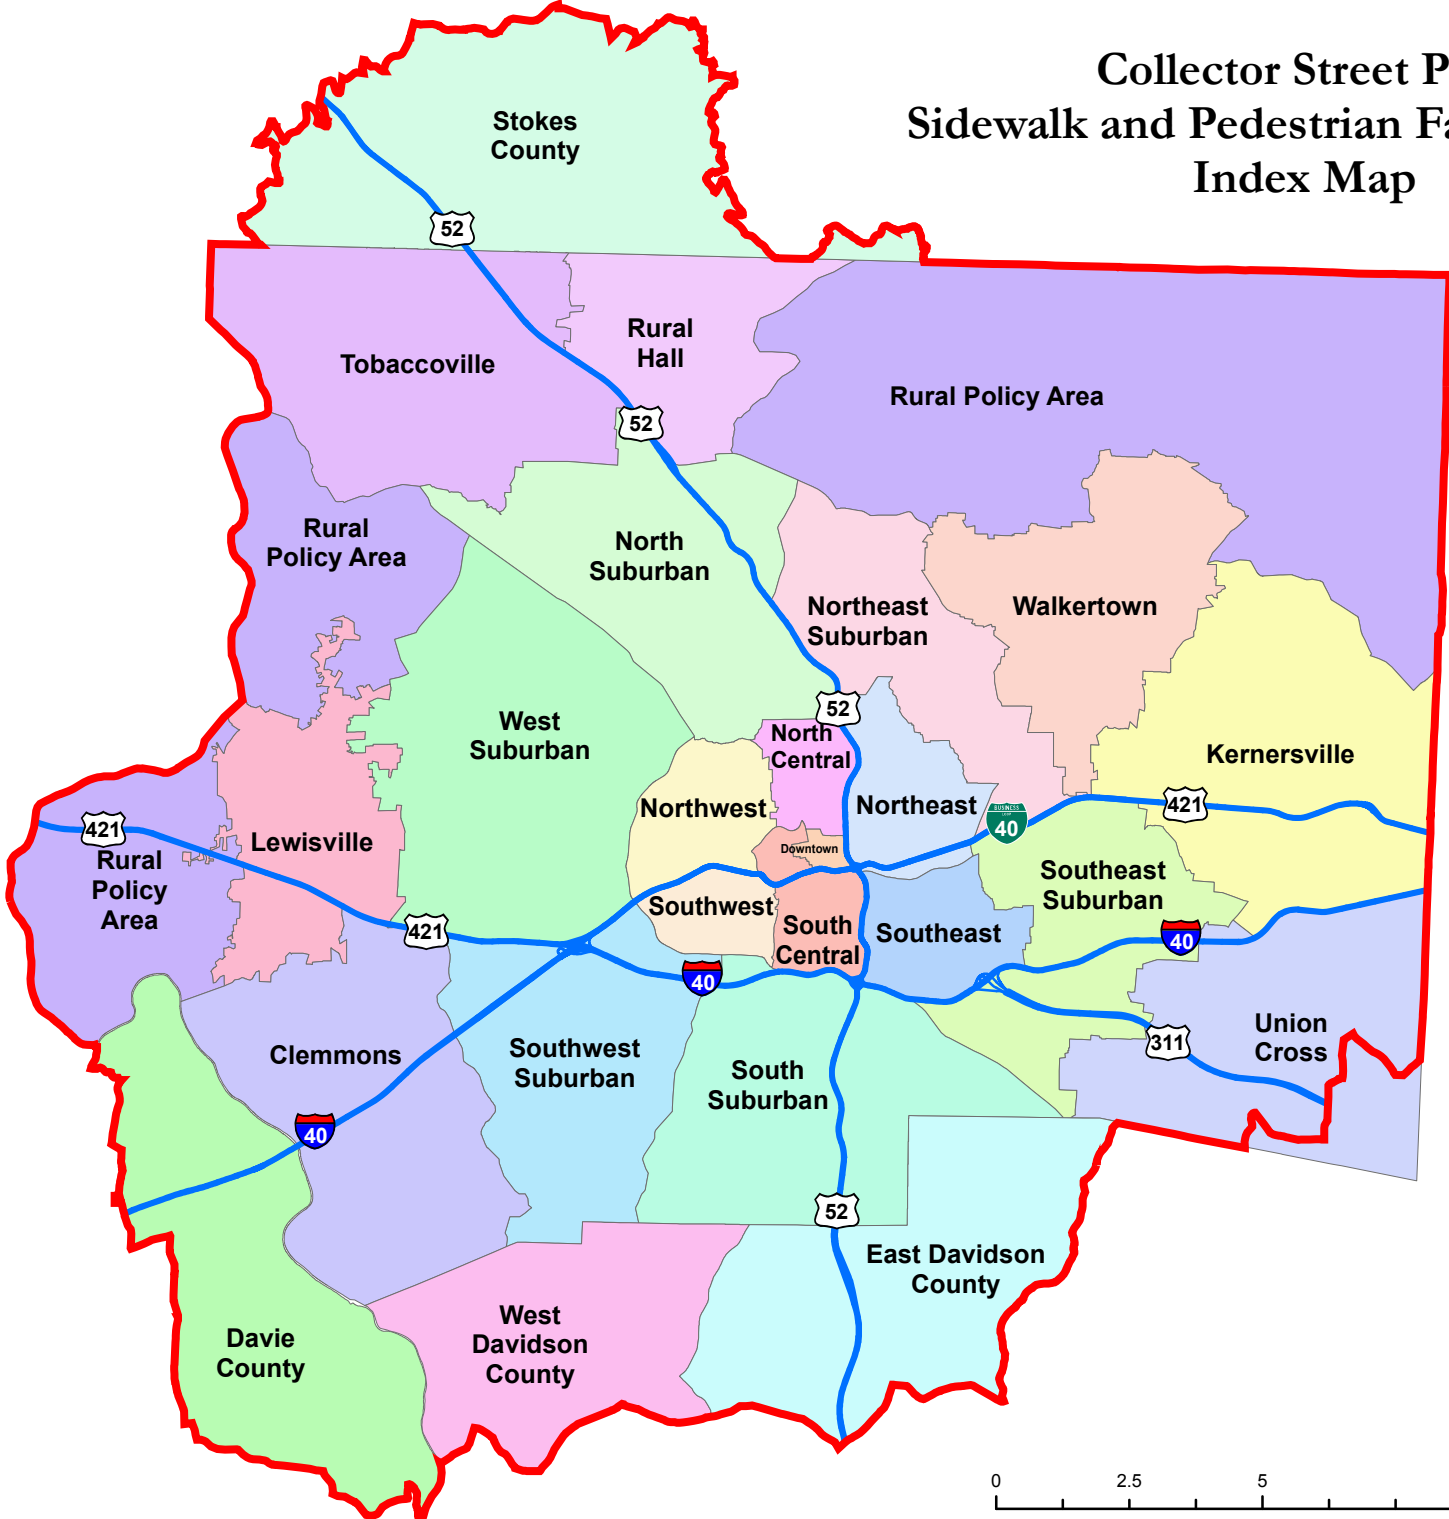 Collector Street P
Sidewalk and Pedestrian Fa
Index Map
Stokes
County
52
Tobaccoville
Rural
Hall
52
Rural Policy Area
Rural
Policy Area
North
Suburban
Northeast
Suburban
Walkertown
West
Suburban
52
North
Central
Kernersville
Northwest
Northeast
421
BUSINESS
40
421
Lewisville
Downtown
Rural
Policy
Area
Southeast
Suburban
Southwest
South
Central
Southeast
421
40
40
Clemmons
Southwest
Suburban
South
Suburban
311
Union
Cross
40
52
East Davidson
County
West
Davidson
County
Davie
County
0 2.5 5